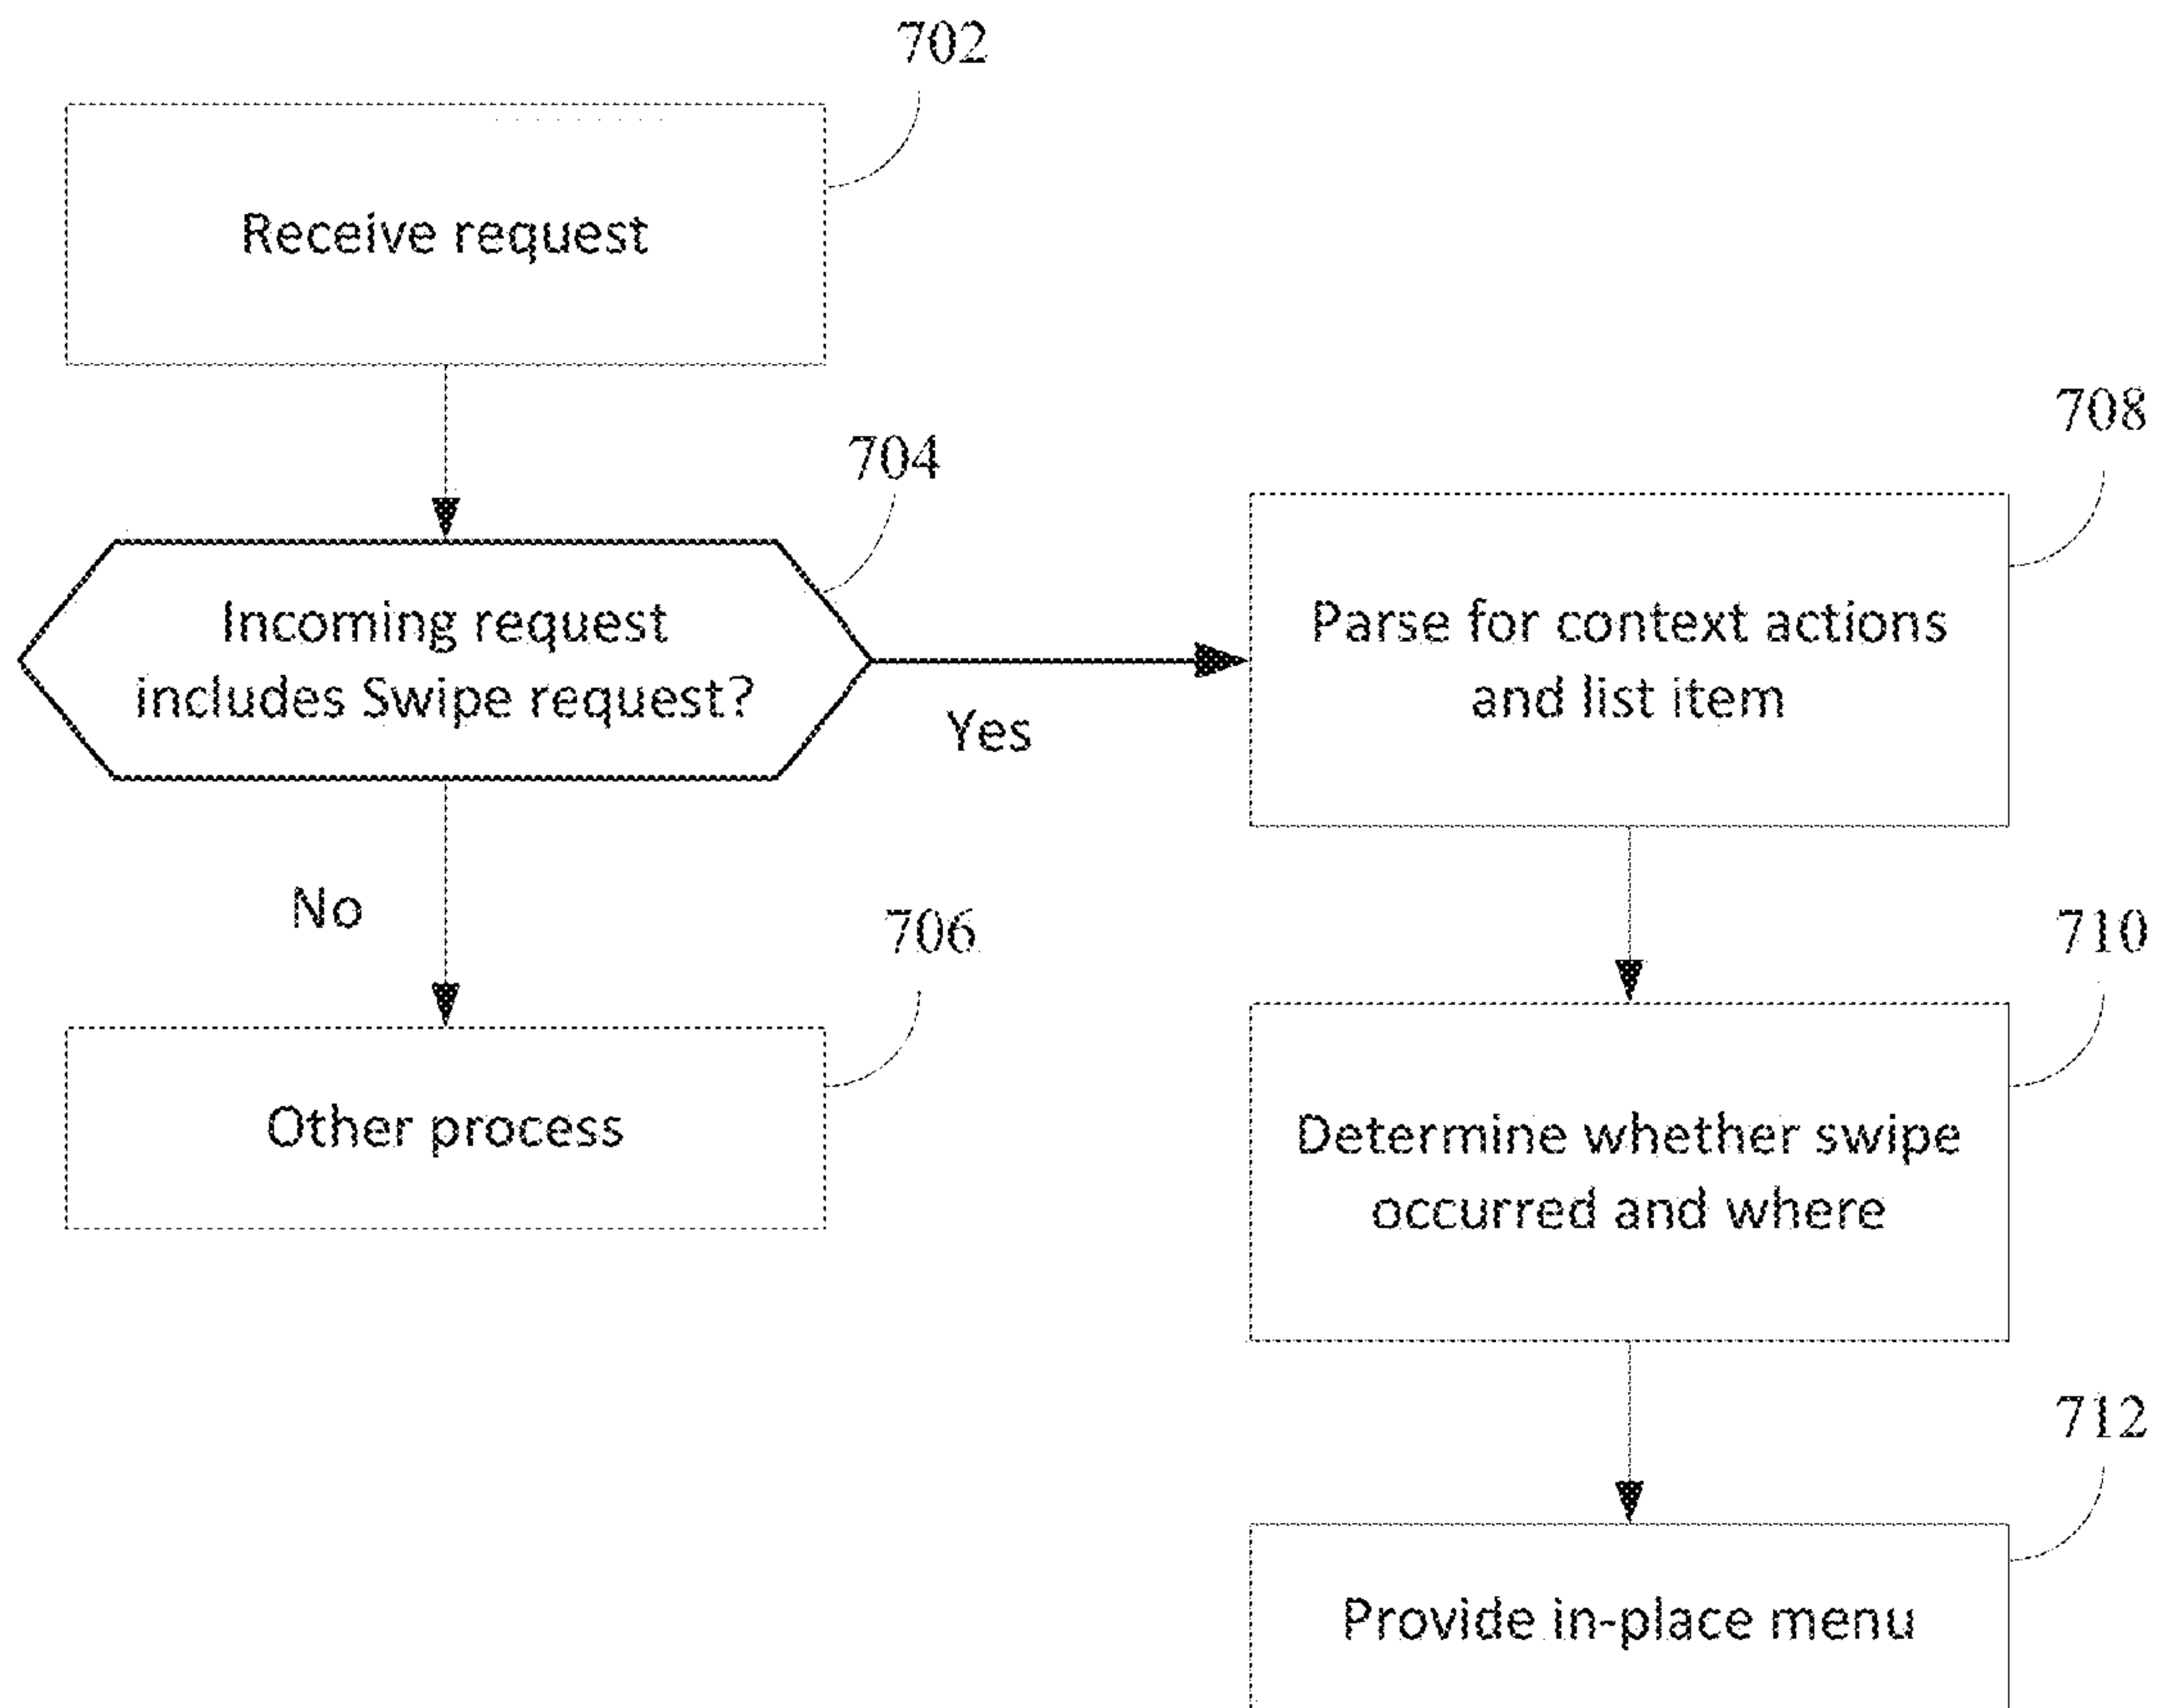 702
Receive request
704
Incoming request
includes Swipe request?
Yes
No
706
Other process
708
Parse for context actions
and list item
710
Determine whether swipe
occurred and where
712
Provide in-place menu